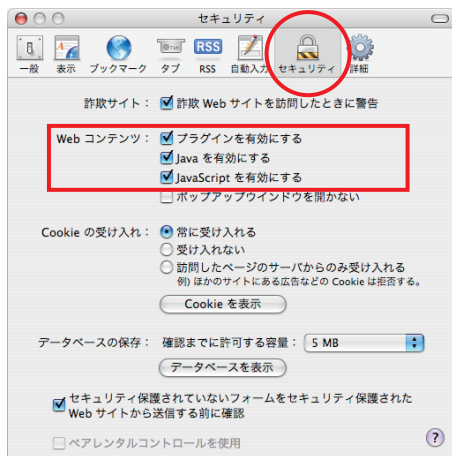 セキュリティ
一般 表示 ブックマーク タブ RSS 自動入力 セキュリティ 詳細
RSS
詐欺サイト： 詐欺 Web サイトを訪問したときに警告
Web コンテンツ： プラグインを有効にする
Java を有効にする
JavaScript を有効にする
ポップアップウインドウを開かない
Cookie の受け入れ： 常に受け入れる
受け入れない
訪問したページのサーバからのみ受け入れる
例) ほかのサイトにある広告などの Cookie は拒否する。
Cookie を表示
データベースの保存： 確認までに許可する容量： 5 MB
データベースを表示
セキュリティ保護されていないフォームをセキュリティ保護された
Web サイトから送信する前に確認
ペアレンタルコントロールを使用
?